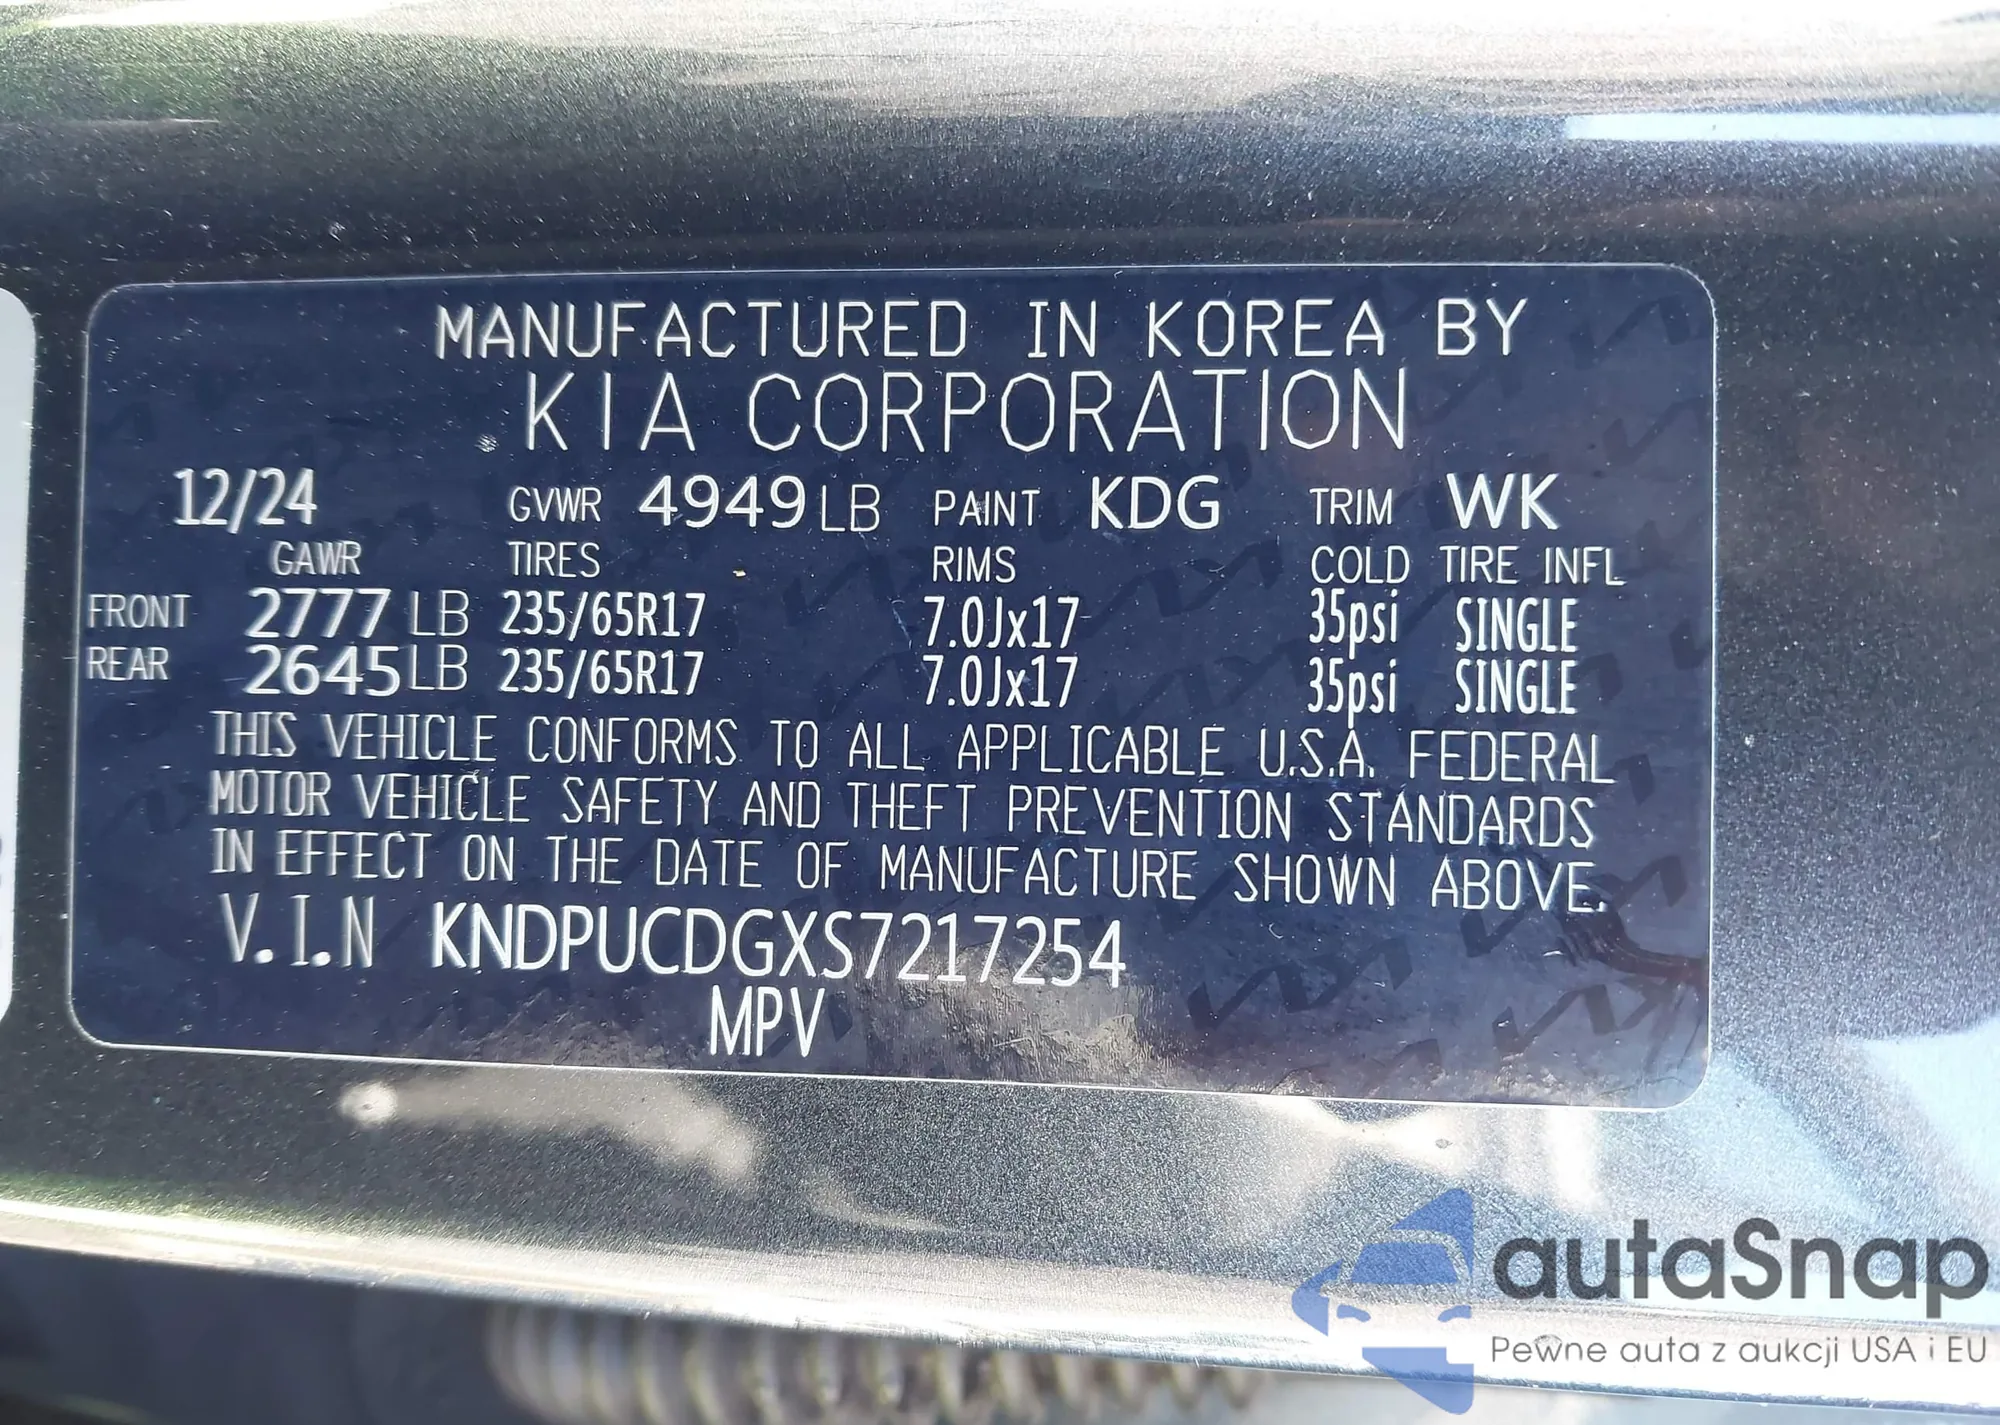 MANUFACTURED IN KOREA BY
KIA CORPORATION
12/24 GVWR 4949LB PAINT KDG TRIM WK
GAWR TIRES RIMS COLD TIRE INFL
FRONT 2777LB 235/65R17 7.0Jx17 35psi SINGLE
REAR 2645LB 235/65R17 7.0Jx17 35psi SINGLE
THIS VEHICLE CONFORMS TO ALL APPLICABLE U.S.A. FEDERAL
MOTOR VEHICLE SAFETY AND THEFT PREVENTION STANDARDS
IN EFFECT ON THE DATE OF MANUFACTURE SHOWN ABOVE.
V.I.N KNDPUCDGXS7217254
MPV
autaSnap
Pewne auta z aukcji USA i EU